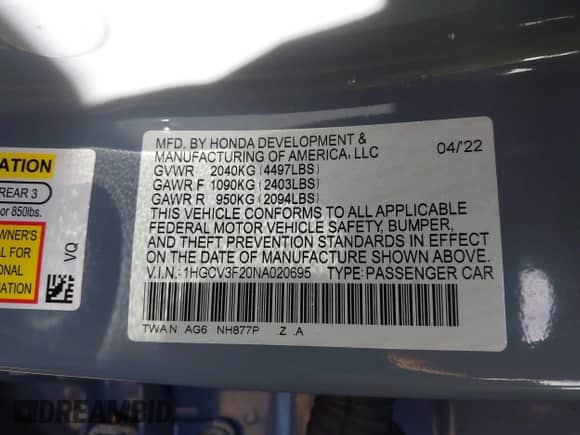 MFD. BY HONDA DEVELOPMENT &
MANUFACTURING OF AMERICA, LLC 04/'22
GVWR 2040KG (4497LBS)
GAWR F 1090KG (2403LBS)
GAWR R 950KG (2094LBS)
THIS VEHICLE CONFORMS TO ALL APPLICABLE
FEDERAL MOTOR VEHICLE SAFETY, BUMPER,
AND THEFT PREVENTION STANDARDS IN EFFECT
ON THE DATE OF MANUFACTURE SHOWN ABOVE.
V.I.N.: 1HGCV3F20NA020695 TYPE: PASSENGER CAR
TWA N AG6 NH877P .Z .A
ATION
REAR 3
or 850lbs.
WNER'S
L FOR
ONAL
MATION
VQ
DREAMBID